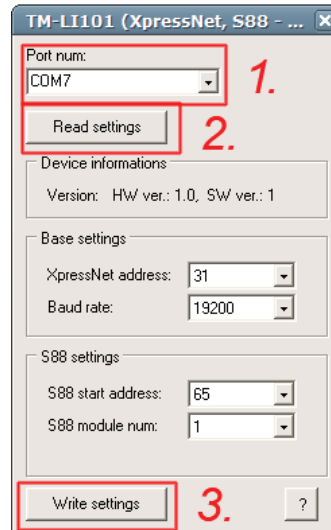 TM-LI101 (XpressNet, S88 - ...
Port num:
COM7
1.
Read settings
2.
Device informations
Version: HW ver.: 1.0, SW ver.: 1
Base settings
XpressNet address: 31
Baud rate: 19200
S88 settings
S88 start address: 65
S88 module num: 1
Write settings
3.
?